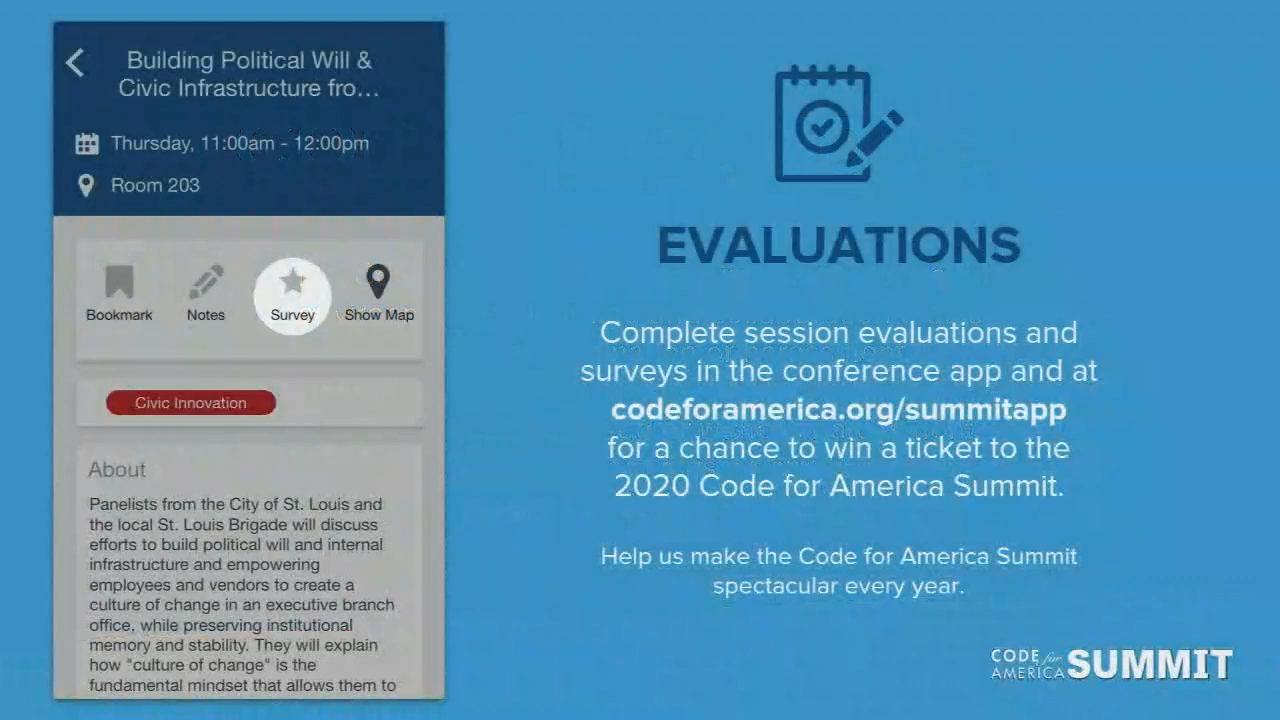 Building Political Will &
Civic Infrastructure fro...
Thursday, 11:00am - 12:00pm
Room 203
Bookmark
Notes
Survey
Show Map
Civic Innovation
About
Panelists from the City of St. Louis and
the local St. Louis Brigade will discuss
efforts to build political will and internal
infrastructure and empowering
employees and vendors to create a
culture of change in an executive branch
office, while preserving institutional
memory and stability. They will explain
how "culture of change" is the
fundamental mindset that allows them to
EVALUATIONS
Complete session evaluations and
surveys in the conference app and at
codeforamerica.org/summitapp
for a chance to win a ticket to the
2020 Code for America Summit.
Help us make the Code for America Summit
spectacular every year.
CODE for
AMERICA SUMMIT